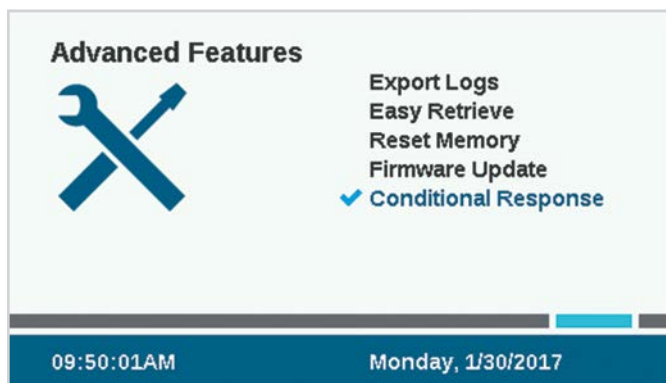 Advanced Features
Export Logs
Easy Retrieve
Reset Memory
Firmware Update
Conditional Response
09:50:01AM
Monday, 1/30/2017